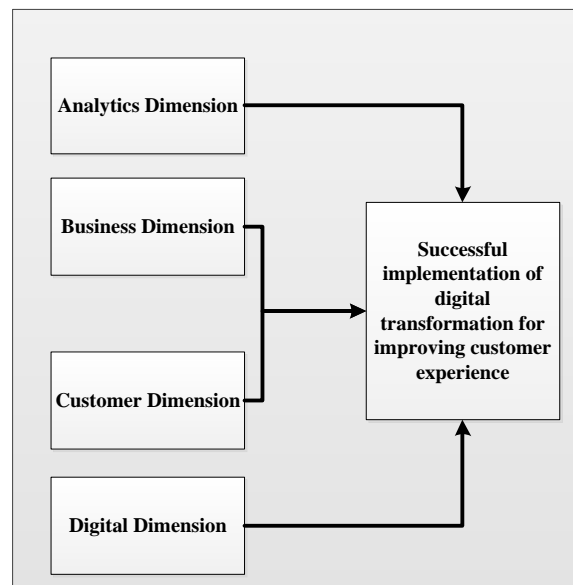 Analytics Dimension
Business Dimension
Customer Dimension
Digital Dimension
Successful
implementation of
digital
transformation for
improving customer
experience